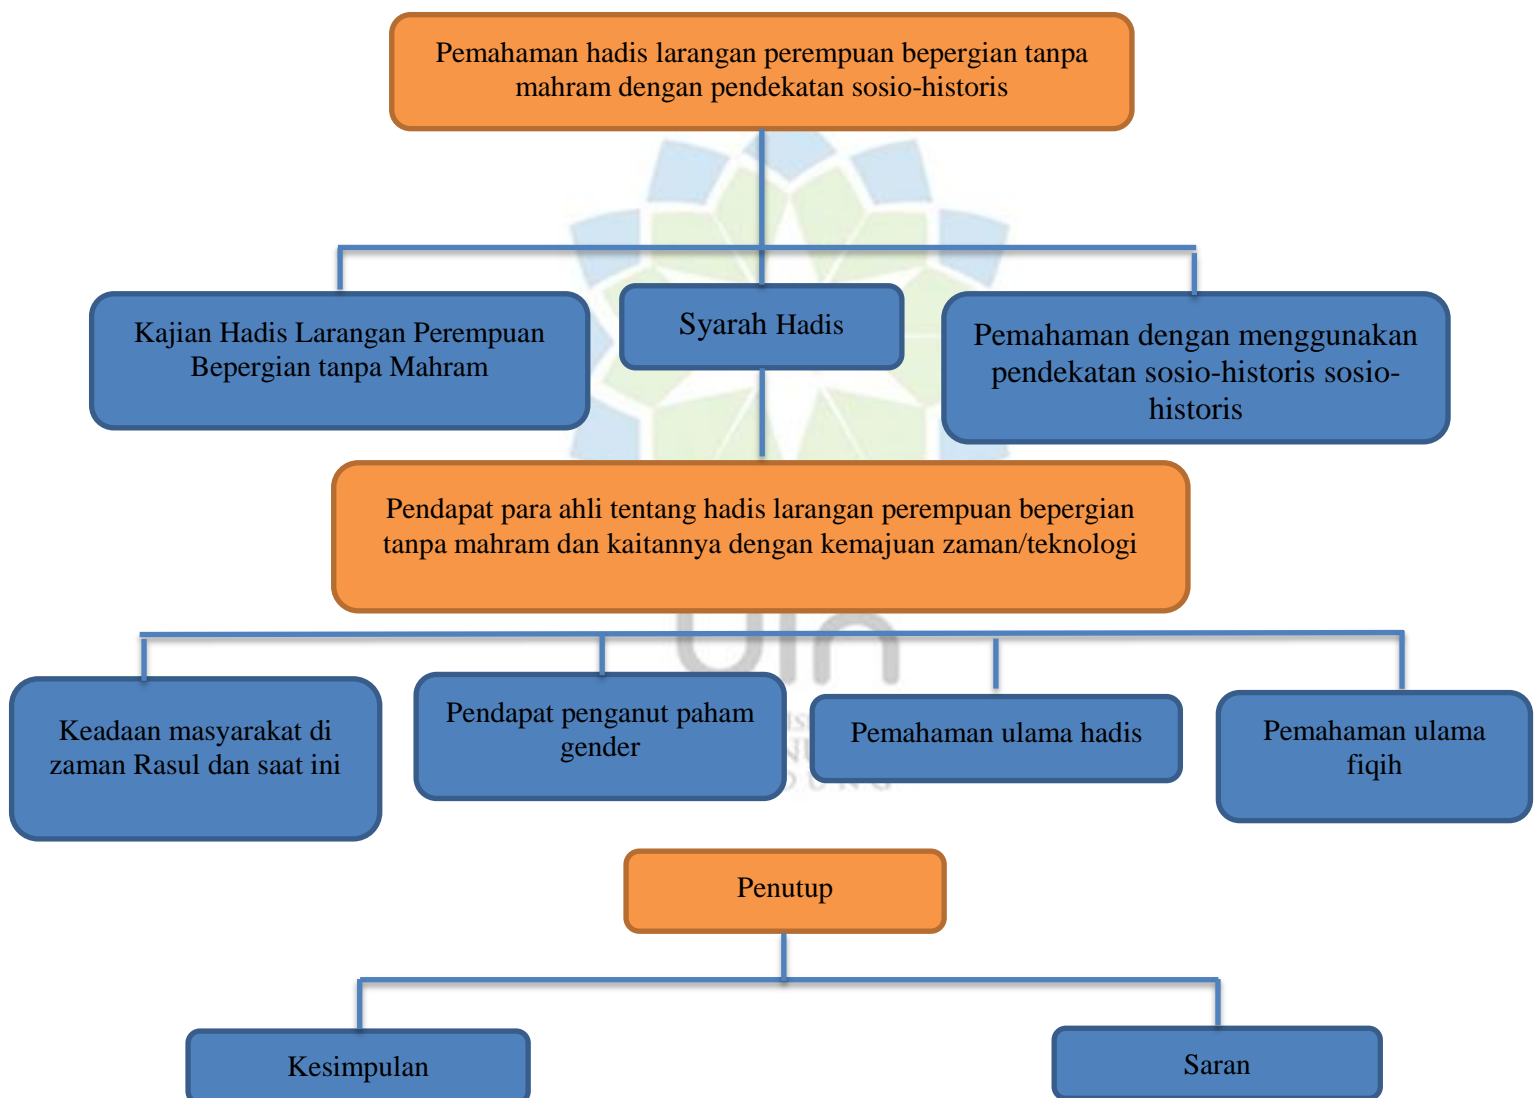 Pemahaman hadis larangan perempuan bepergian tanpa
mahram dengan pendekatan sosio-historis
Kajian Hadis Larangan Perempuan
Bepergian tanpa Mahram
Syarah Hadis
Pemahaman dengan menggunakan
pendekatan sosio-historis sosio-
historis
Pendapat para ahli tentang hadis larangan perempuan bepergian
tanpa mahram dan kaitannya dengan kemajuan zaman/teknologi
uin
Keadaan masyarakat di
zaman Rasul dan saat ini
Pendapat penganut paham
gender
Pemahaman ulama hadis
Pemahaman ulama
fiqih
Penutup
Kesimpulan
Saran